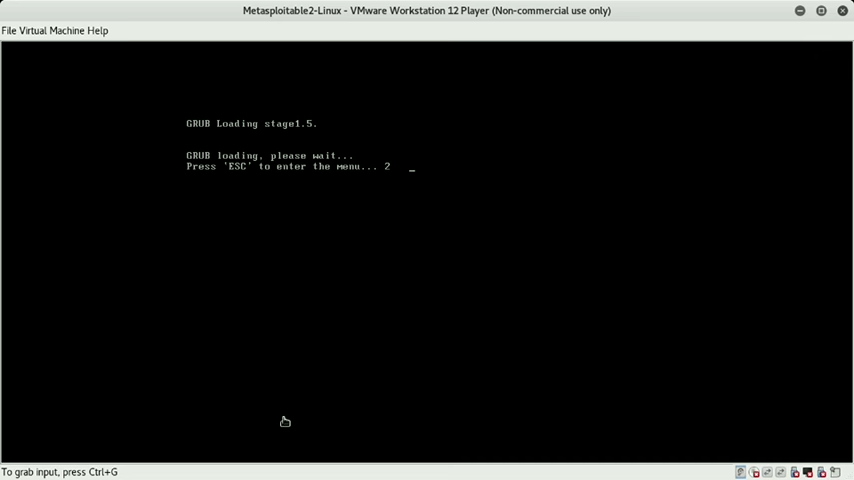 Metasploitable2-Linux - VMware Workstation 12 Player (Non-commercial use only)
File Virtual Machine Help
GRUB Loading stage1.5.
GRUB loading, please wait...
Press 'ESC' to enter the menu... 2 _
To grab input, press Ctrl+G